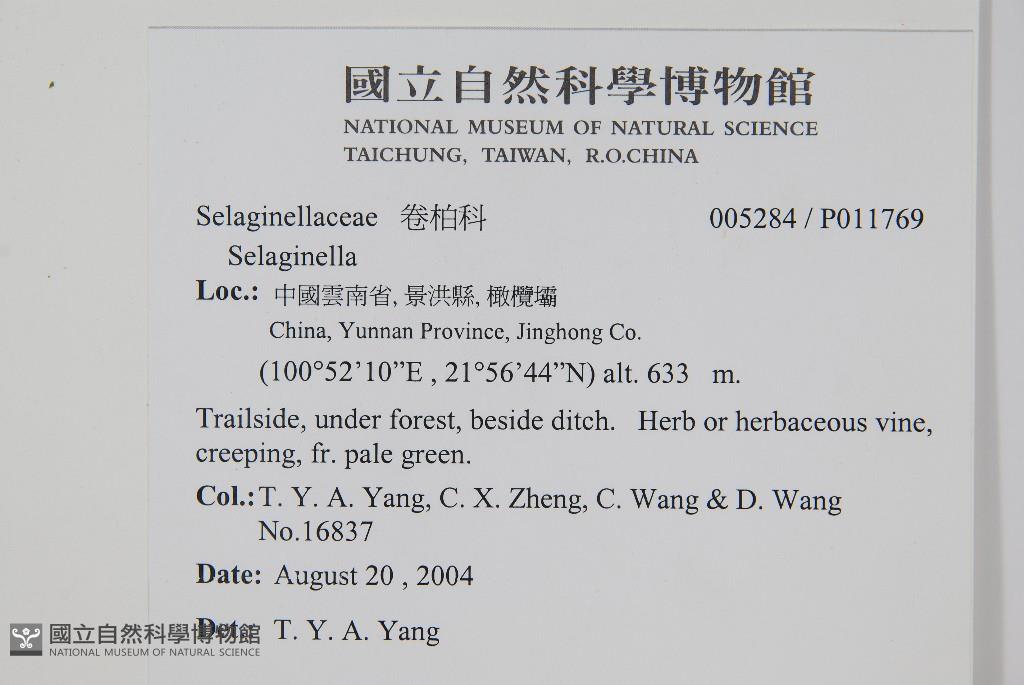 國立自然科學博物館
NATIONAL MUSEUM OF NATURAL SCIENCE
TAICHUNG, TAIWAN, R.O.CHINA
Selaginellaceae 卷柏科 005284 / P011769
Selaginella
Loc.: 中國雲南省, 景洪縣, 橄欖壩
China, Yunnan Province, Jinghong Co.
(100°52’10”E , 21°56’44”N) alt. 633 m.
Trailside, under forest, beside ditch. Herb or herbaceous vine,
creeping, fr. pale green.
Col.: T. Y. A. Yang, C. X. Zheng, C. Wang & D. Wang
No.16837
Date: August 20 , 2004
Det.: T. Y. A. Yang
國立自然科學博物館
NATIONAL MUSEUM OF NATURAL SCIENCE